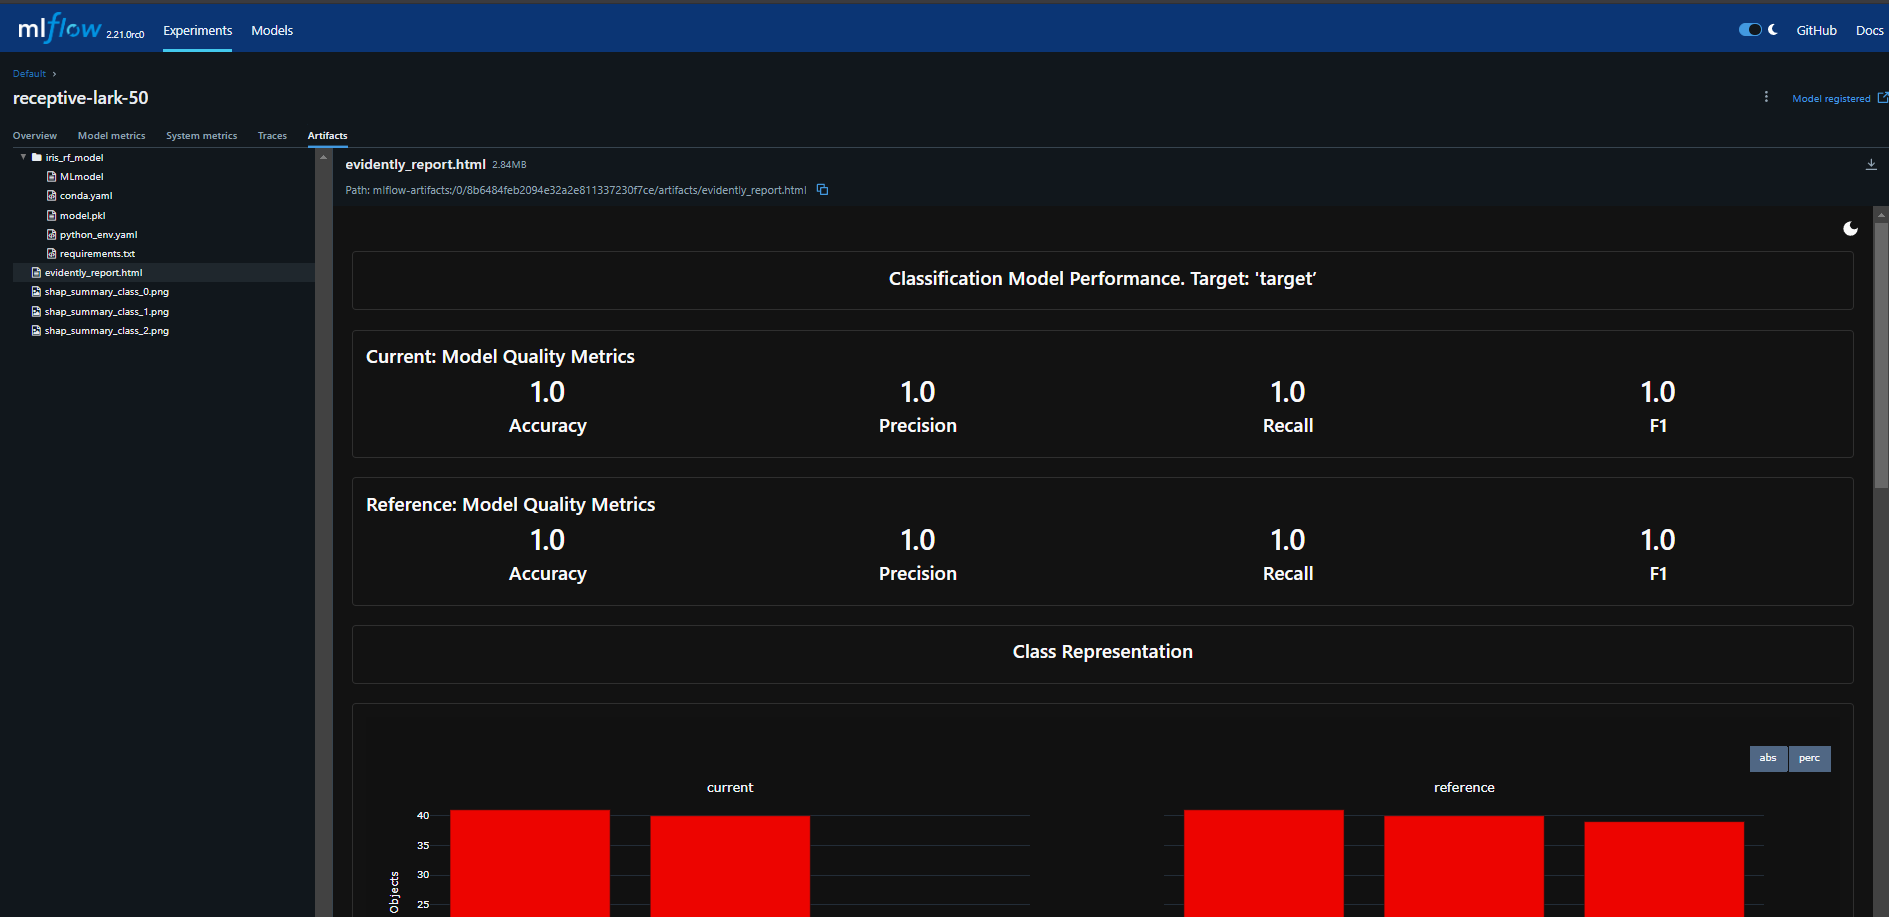 mlflow 2.21.0rc0 Experiments Models GitHub Docs
Default ›
receptive-lark-50
Model registered
Overview Model metrics System metrics Traces Artifacts
iris_rf_model
MLmodel
conda.yaml
model.pkl
python_env.yaml
requirements.txt
evidently_report.html
shap_summary_class_0.png
shap_summary_class_1.png
shap_summary_class_2.png
evidently_report.html 2.84MB
Path: mlflow-artifacts:/0/8b6484feb2094e32a2e811337230f7ce/artifacts/evidently_report.html
Classification Model Performance. Target: 'target’
Current: Model Quality Metrics
1.0 1.0 1.0 1.0
Accuracy Precision Recall F1
Reference: Model Quality Metrics
1.0 1.0 1.0 1.0
Accuracy Precision Recall F1
Class Representation
abs perc
current reference
40
35
30
25
Objects